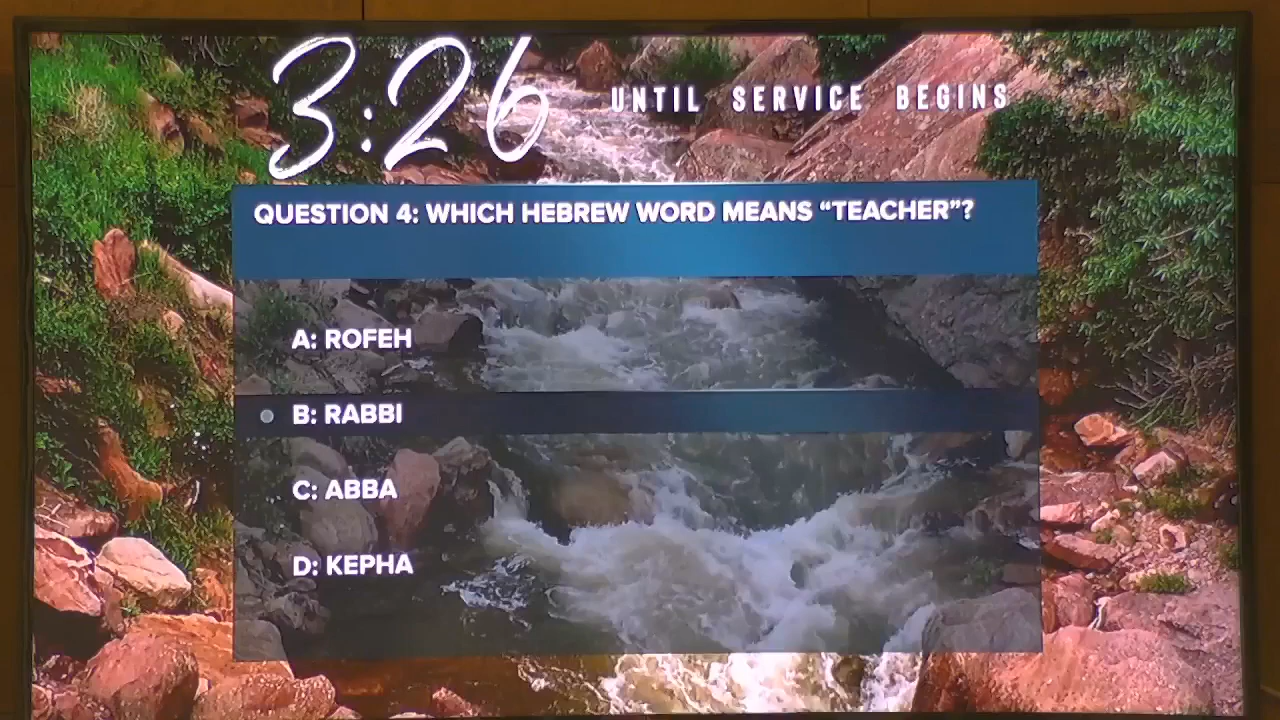 3:26 UNTIL SERVICE BEGINS
QUESTION 4: WHICH HEBREW WORD MEANS “TEACHER”?
A: ROFEH
B: RABBI
C: ABBA
D: KEPHA